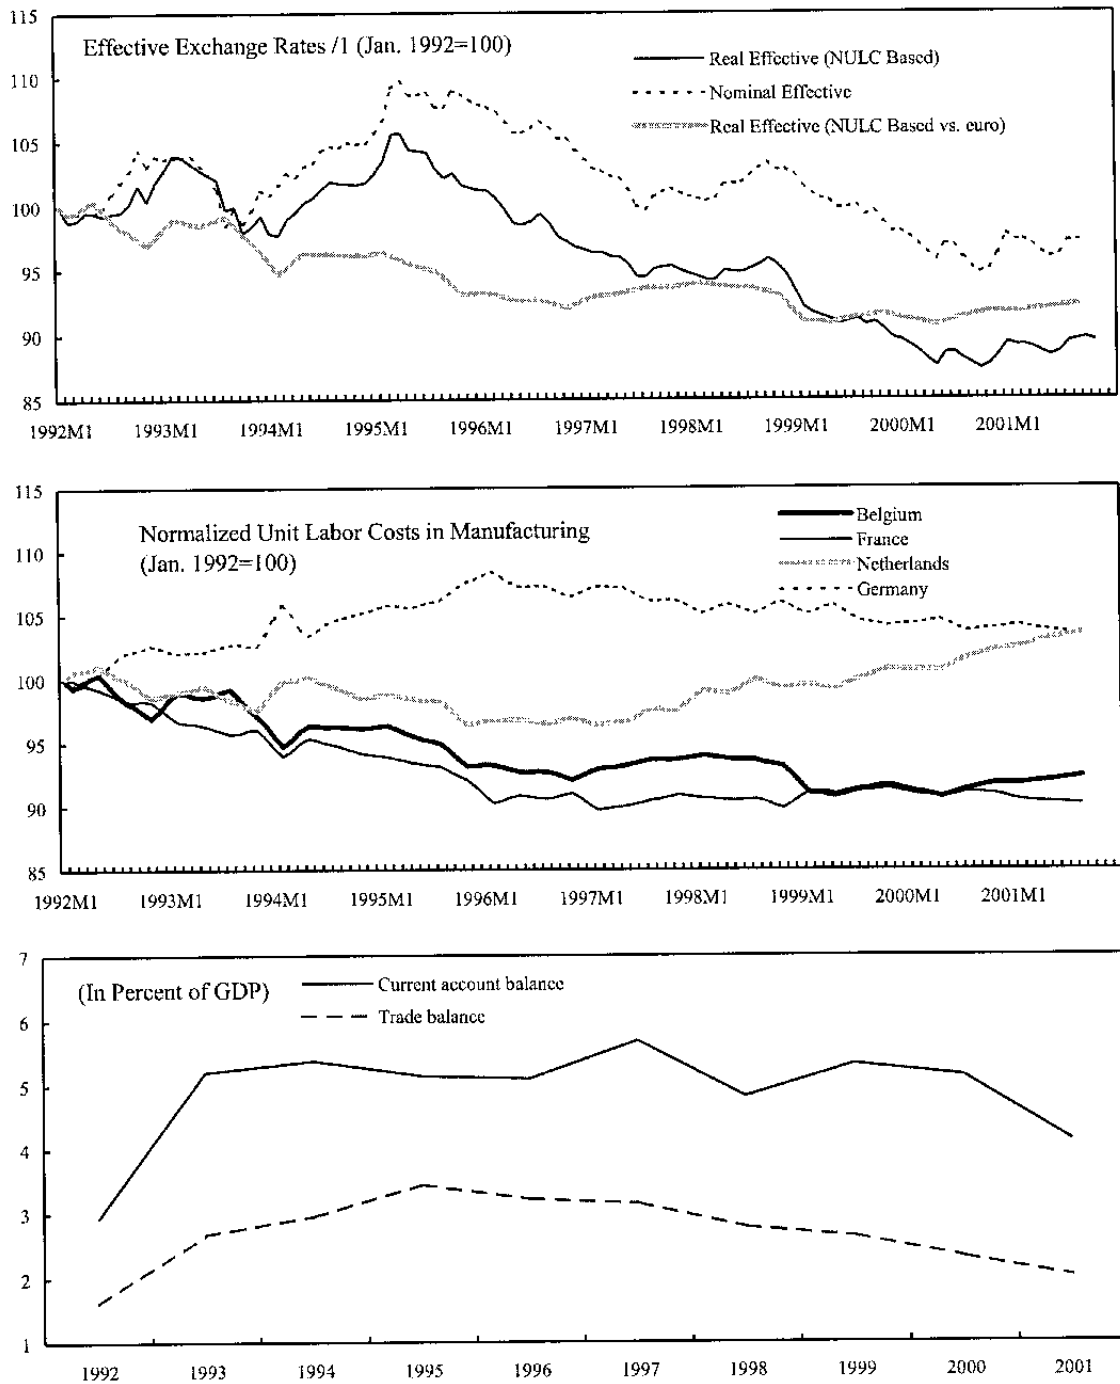 115
Effective Exchange Rates /1 (Jan. 1992=100)
Real Effective (NULC Based)
110
Nominal Effective
Real Effective (NULC Based vs. euro)
105
100
95
90
85
1992M1 1993M1 1994M1 1995M1 1996M1 1997M1 1998M1 1999M1 2000M1 2001M1
115
Normalized Unit Labor Costs in Manufacturing
(Jan. 1992=100)
Belgium
France
Netherlands
Germany
110
105
100
95
90
85
1992M1 1993M1 1994M1 1995M1 1996M1 1997M1 1998M1 1999M1 2000M1 2001M1
7
(In Percent of GDP)
Current account balance
Trade balance
6
5
4
3
2
1
1992 1993 1994 1995 1996 1997 1998 1999 2000 2001